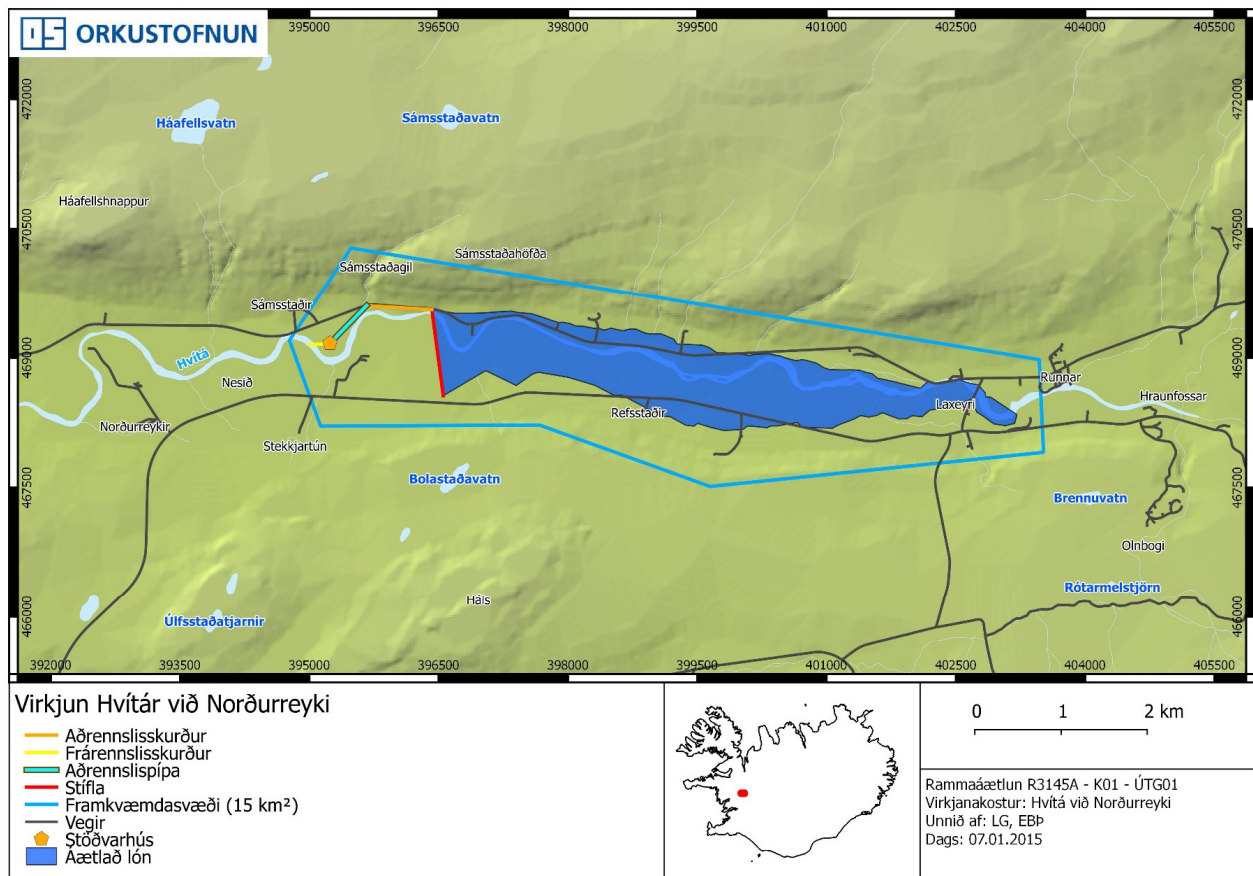 OS ORKUSTOFNUN
395000 396500 398000 399500 401000 402500 404000 405500
472000 472000
Háafellsvatn
Sámsstaðavatn
Háafellshnappur
470500 470500
Sámsstaðahöfða
Sámsstaðagil
Sámsstaðir
Hvítá
469000 469000
Nesið
Runnar
Laxeyri
Hraunfossar
Refsstaðir
Norðurreykir
Stekkjartún
467500 467500
Bolastaðavatn
Brennuvatn
Olnbogi
Rótarmelstjörn
Háls
466000 466000
Úlfsstaðatjarnir
392000 393500 395000 396500 398000 399500 401000 402500 404000 405500
Virkjun Hvítár við Norðurreyki
Aðrennslisskurður
Frárennslisskurður
Aðrennslispípa
Stífla
Framkvæmdasvæði (15 km²)
Vegir
Stöðvarhús
Áætlað lón
0 1 2 km
Rammaáætlun R3145A - K01 - ÚTG01
Virkjanakostur: Hvítá við Norðurreyki
Unnið af: LG, EBÞ
Dags: 07.01.2015